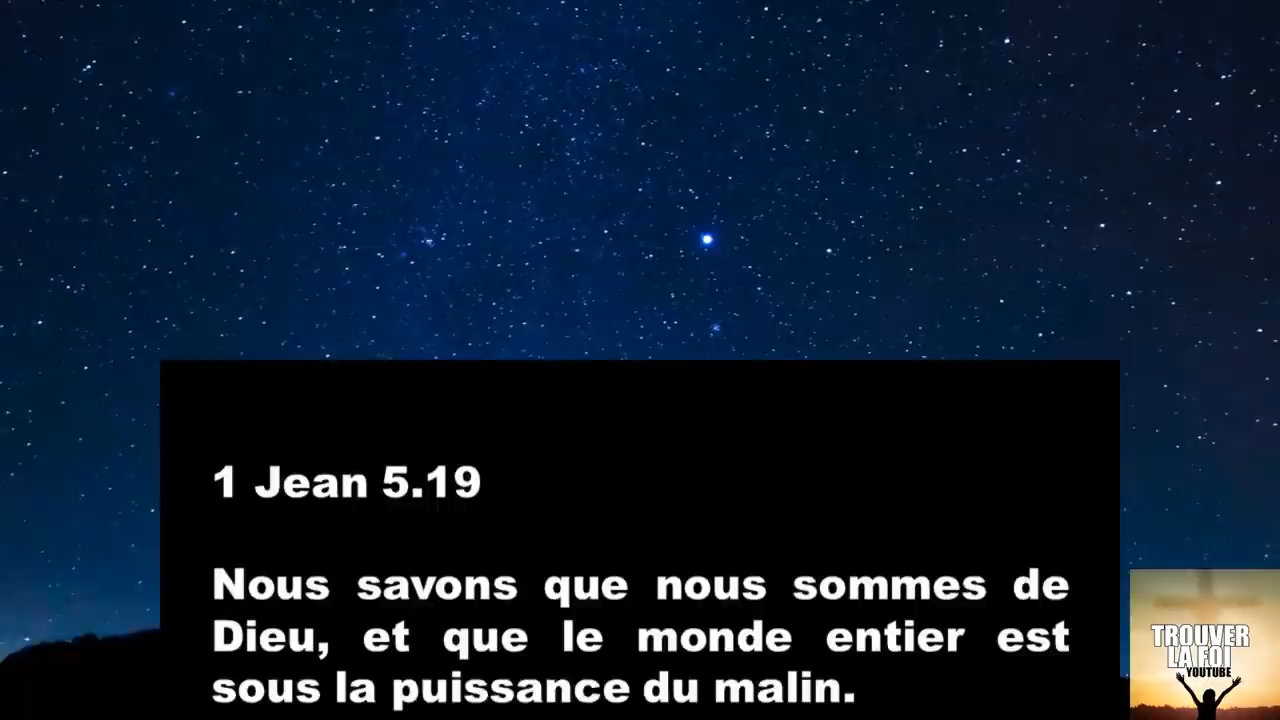 1 Jean 5.19
Nous savons que nous sommes de
Dieu, et que le monde entier est
sous la puissance du malin.
TROUVER
LA FOI
YOUTUBE